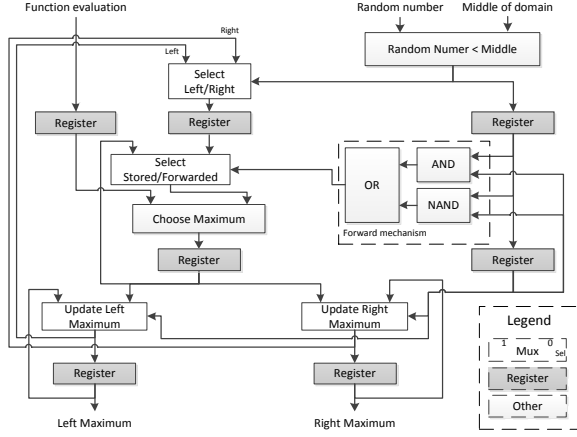 Function evaluation
Random number
Middle of domain
Right
Left
Random Numer < Middle
Select
Left/Right
Register
Register
Register
Select
Stored/Forwarded
OR
AND
NAND
Choose Maximum
Forward mechanism
Register
Register
Update Left
Maximum
Update Right
Maximum
Legend
1
0
Mux
Sel
Register
Register
Register
Other
Left Maximum
Right Maximum